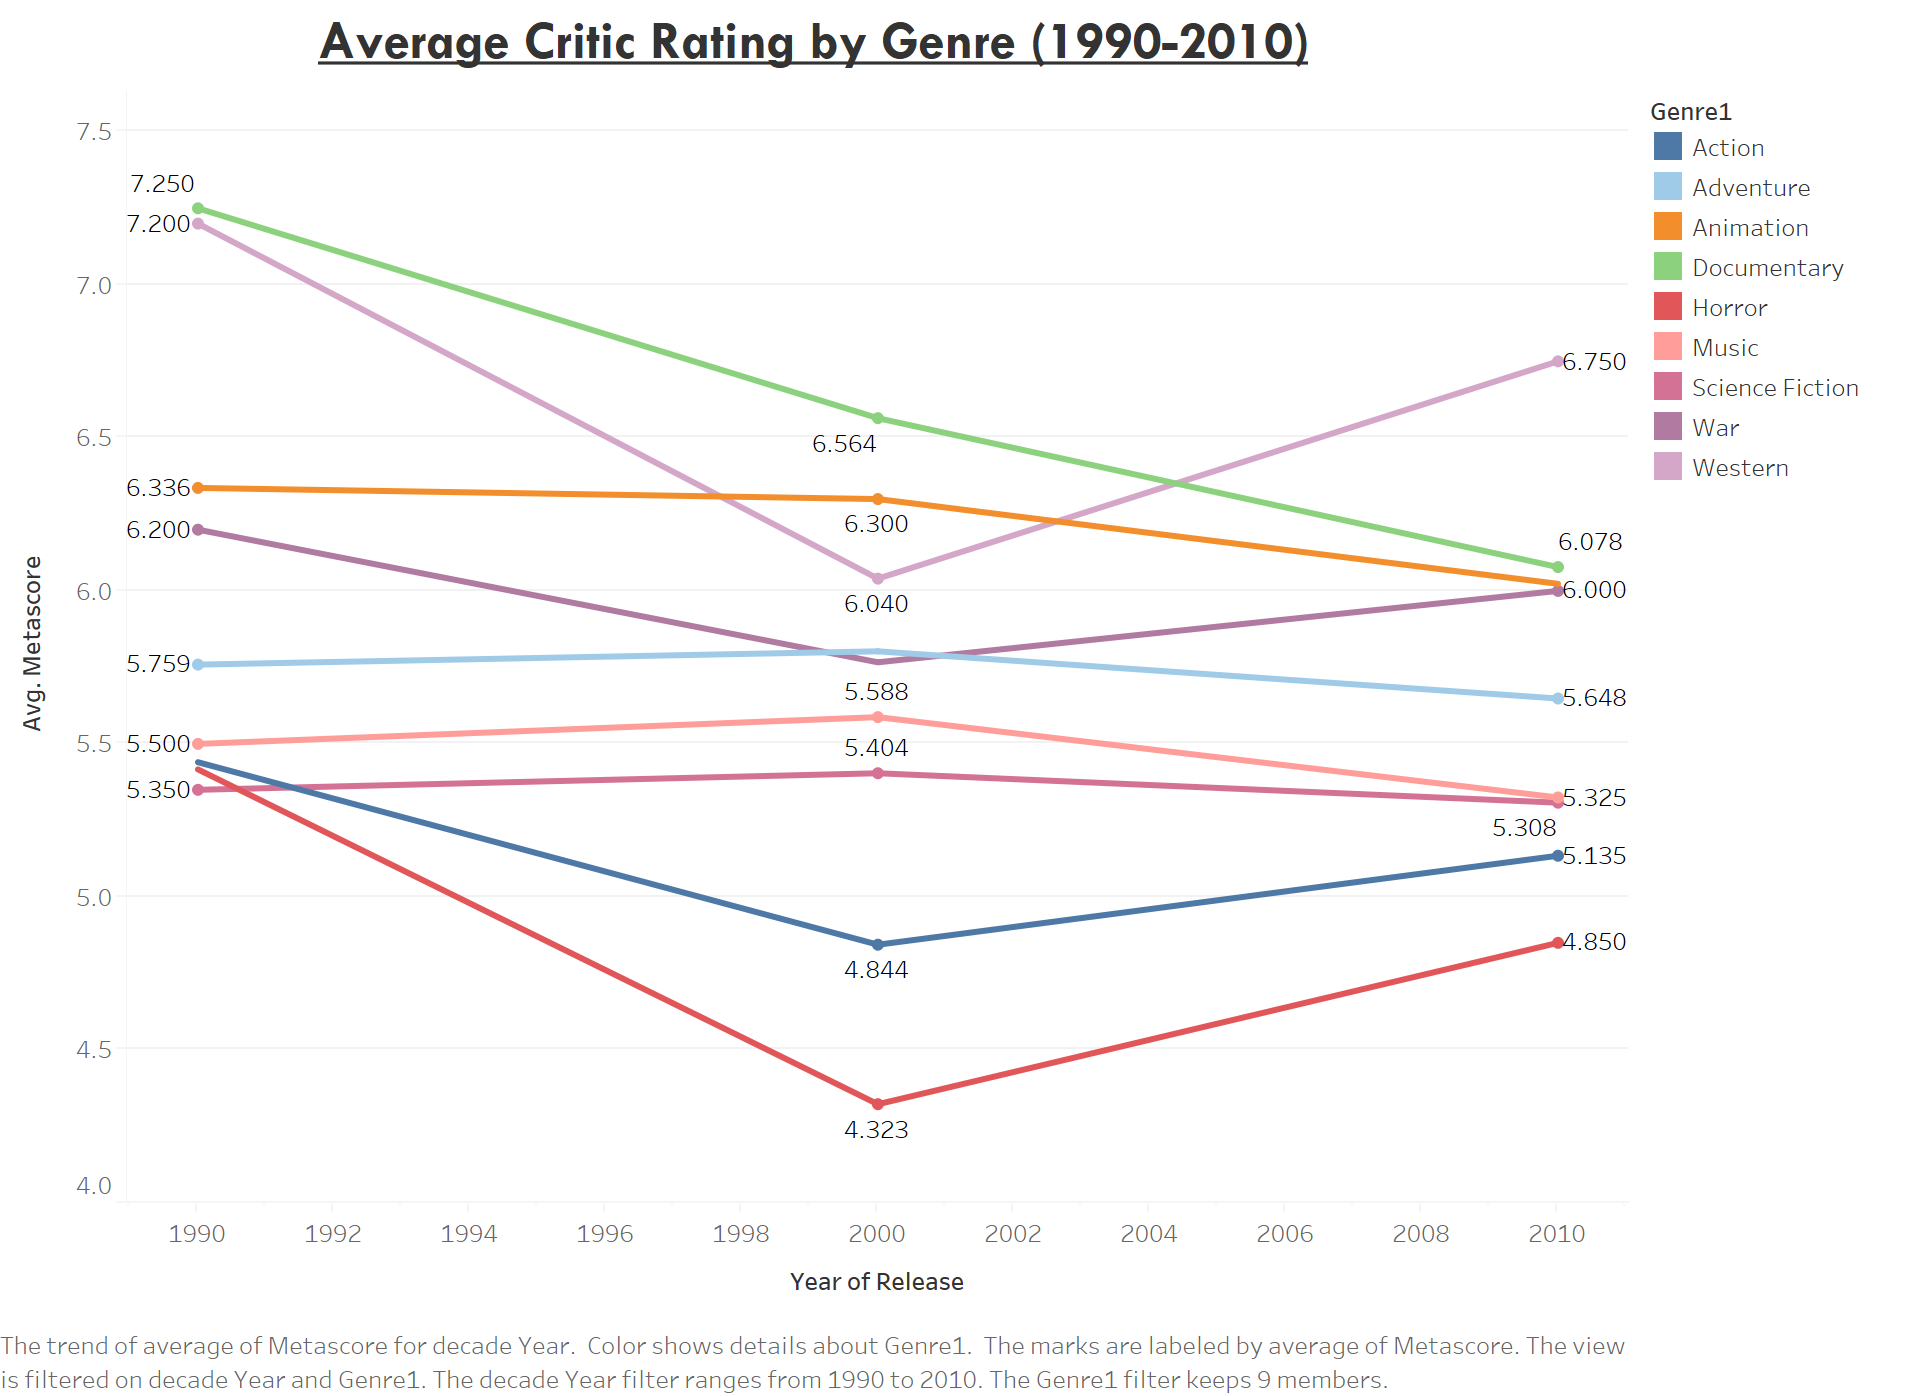 Average Critic Rating by Genre (1990-2010)
Genre1
Action
Adventure
Animation
Documentary
Horror
Music
Science Fiction
War
Western
Avg. Metascore
7.5
7.0
6.5
6.0
5.5
5.0
4.5
4.0
7.250
7.200
6.336
6.200
5.759
5.500
5.350
6.564
6.300
6.040
5.588
5.404
4.844
4.323
6.750
6.078
6.000
5.648
5.325
5.308
5.135
4.850
1990 1992 1994 1996 1998 2000 2002 2004 2006 2008 2010
Year of Release
The trend of average of Metascore for decade Year.  Color shows details about Genre1.  The marks are labeled by average of Metascore. The view
is filtered on decade Year and Genre1. The decade Year filter ranges from 1990 to 2010. The Genre1 filter keeps 9 members.